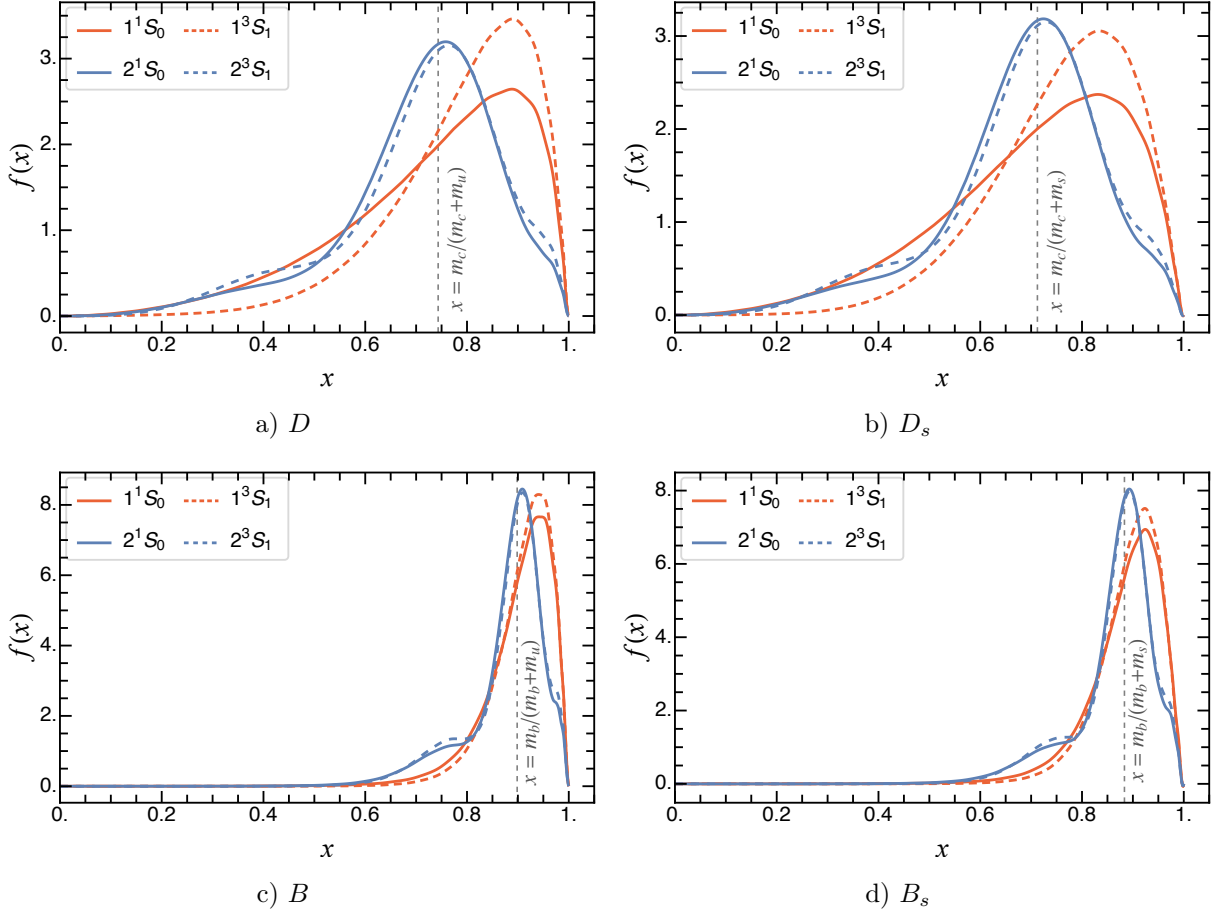 1¹S₀ 1³S₁
2¹S₀ 2³S₁
f(x)
3.
2.
1.
0.
0. 0.2 0.4 0.6 0.8 1.
x
x = m_c/(m_c+m_u)
a) D
1¹S₀ 1³S₁
2¹S₀ 2³S₁
f(x)
3.
2.
1.
0.
0. 0.2 0.4 0.6 0.8 1.
x
x = m_c/(m_c+m_s)
b) D_s
1¹S₀ 1³S₁
2¹S₀ 2³S₁
f(x)
8.
6.
4.
2.
0.
0. 0.2 0.4 0.6 0.8 1.
x
x = m_b/(m_b+m_u)
c) B
1¹S₀ 1³S₁
2¹S₀ 2³S₁
f(x)
8.
6.
4.
2.
0.
0. 0.2 0.4 0.6 0.8 1.
x
x = m_b/(m_b+m_s)
d) B_s